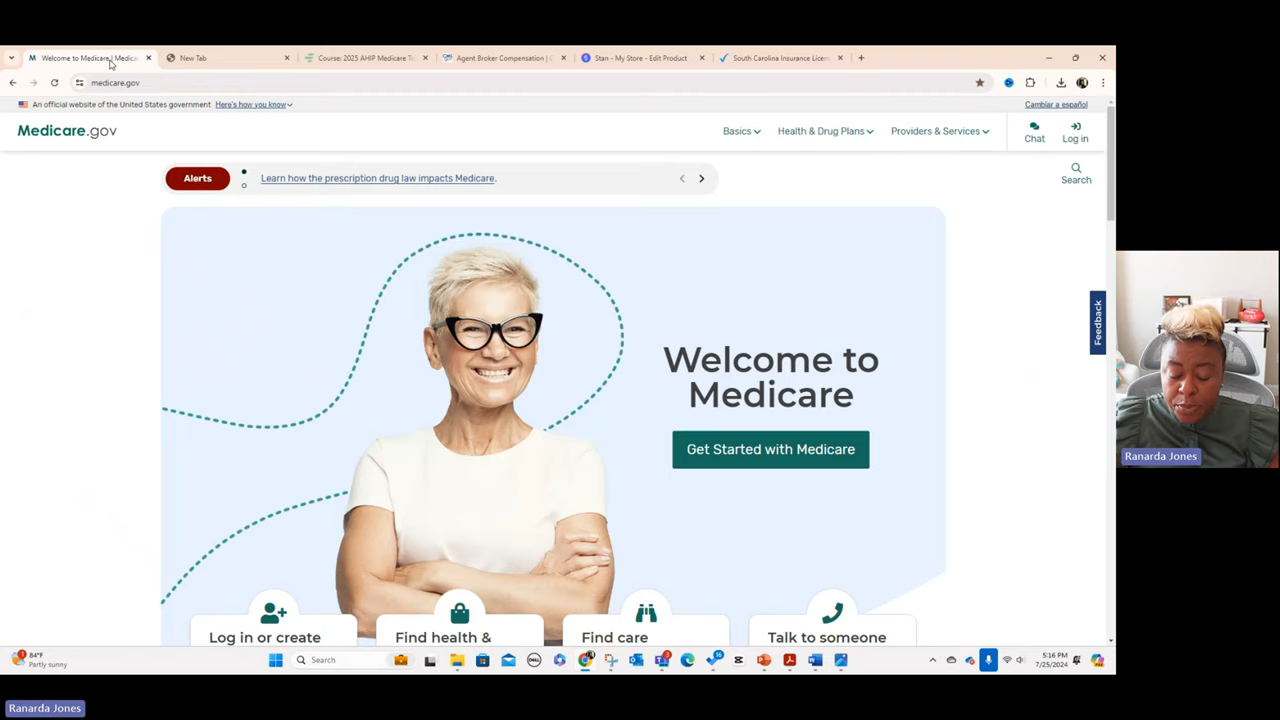 Welcome to Medicare | Medica
New Tab
Course: 2025 AHIP Medicare Tr
Agent Broker Compensation | C
Stan - My Store - Edit Product
South Carolina Insurance Licen
medicare.gov
An official website of the United States government
Here's how you know
Cambiar a español
Medicare.gov
Basics
Health & Drug Plans
Providers & Services
Chat
Log in
Alerts
Learn how the prescription drug law impacts Medicare.
Search
Feedback
Welcome to
Medicare
Get Started with Medicare
Log in or create
Find health &
Find care
Talk to someone
Ranarda Jones
84°F
Partly sunny
Search
DELL
5:16 PM
7/25/2024
Ranarda Jones